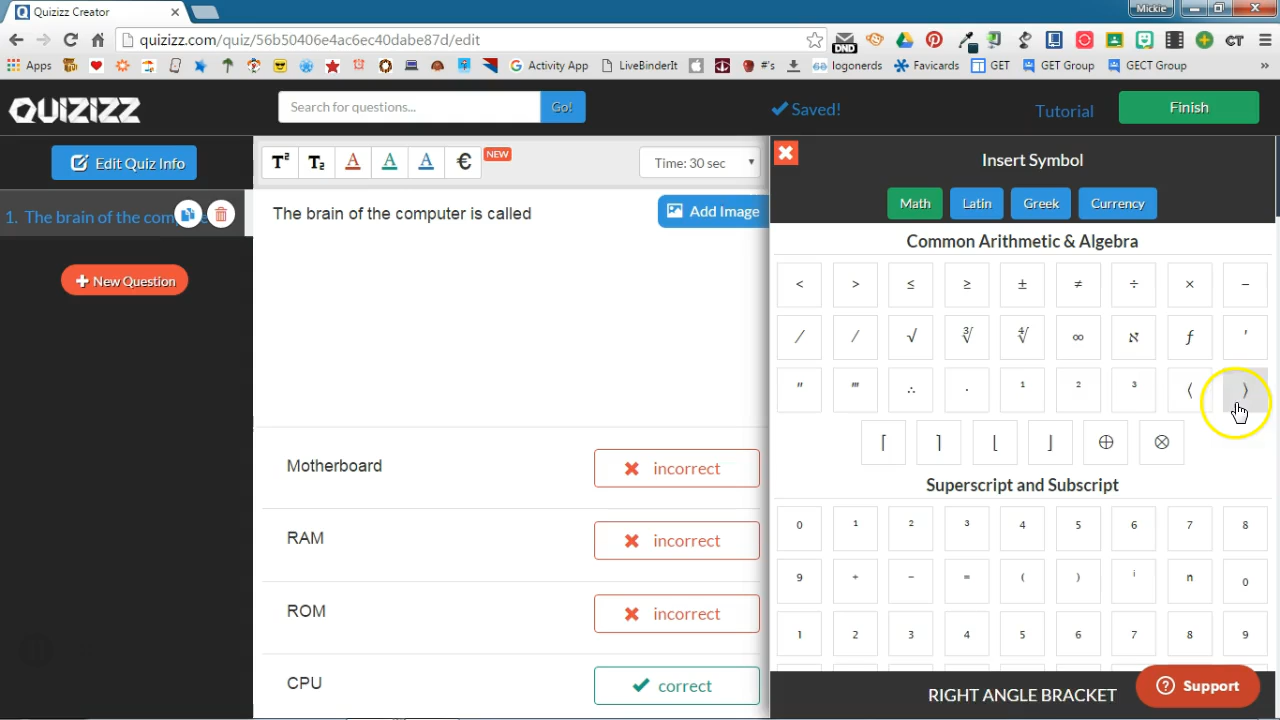 Quizizz Creator
Mickie
quizizz.com/quiz/56b50406e4ac6ec40dabe87d/edit
DND
CT
Apps
Activity App
LiveBinderIt
#'s
logonerds
Favicards
GET
GET Group
GECT Group
»
QUIZIZZ
Search for questions...
Go!
Saved!
Tutorial
Finish
Edit Quiz Info
T² T₂ A A A € NEW
Time: 30 sec
1. The brain of the com
New Question
The brain of the computer is called
Add Image
Motherboard incorrect
RAM incorrect
ROM incorrect
CPU correct
Insert Symbol
Math Latin Greek Currency
Common Arithmetic & Algebra
< > ≤ ≥ ± ≠ ÷ × −
⁄ ∕ √ ∛ ∜ ∞ ℵ ƒ ′
″ ‴ ∴ · ¹ ² ³ 〈 〉
⌈ ⌉ ⌊ ⌋ ⊕ ⊗
Superscript and Subscript
⁰ ¹ ² ³ ⁴ ⁵ ⁶ ⁷ ⁸
⁹ ⁺ ⁻ ⁼ ⁽ ⁾ ⁱ ⁿ ₀
₁ ₂ ₃ ₄ ₅ ₆ ₇ ₈ ₉
RIGHT ANGLE BRACKET
Support